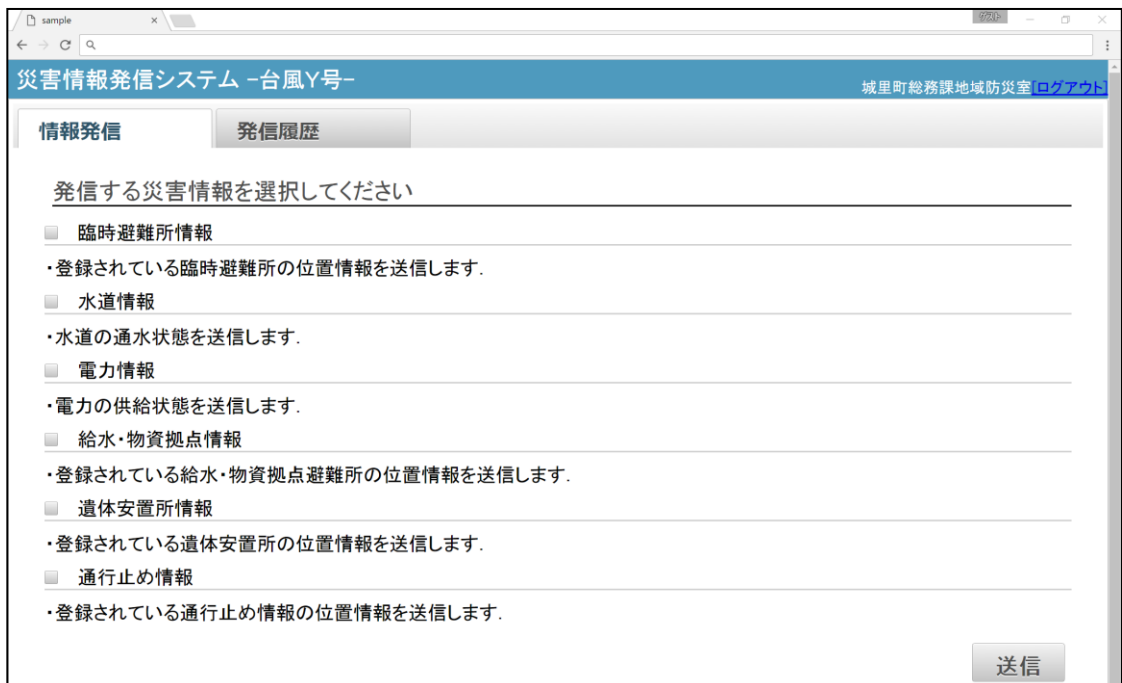 sample
ゲスト
災害情報発信システム -台風Y号-
城里町総務課地域防災室[ログアウト]
情報発信
発信履歴
発信する災害情報を選択してください
臨時避難所情報
・登録されている臨時避難所の位置情報を送信します.
水道情報
・水道の通水状態を送信します.
電力情報
・電力の供給状態を送信します.
給水・物資拠点情報
・登録されている給水・物資拠点避難所の位置情報を送信します.
遺体安置所情報
・登録されている遺体安置所の位置情報を送信します.
通行止め情報
・登録されている通行止め情報の位置情報を送信します.
送信